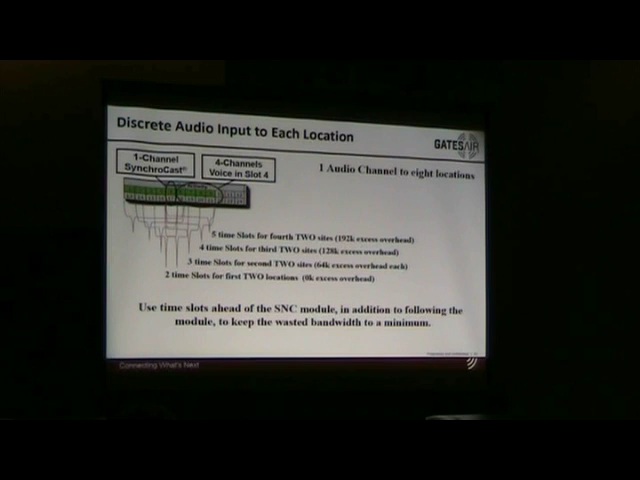 Discrete Audio Input to Each Location
GATESAIR
1-Channel
SynchroCast®
4-Channels
Voice in Slot 4
1 Audio Channel to eight locations
5 time Slots for fourth TWO sites (192k excess overhead)
4 time Slots for third TWO sites (128k excess overhead)
3 time Slots for second TWO sites (64k excess overhead each)
2 time Slots for first TWO locations (0k excess overhead)
Use time slots ahead of the SNC module, in addition to following the
module, to keep the wasted bandwidth to a minimum.
Connecting What's Next